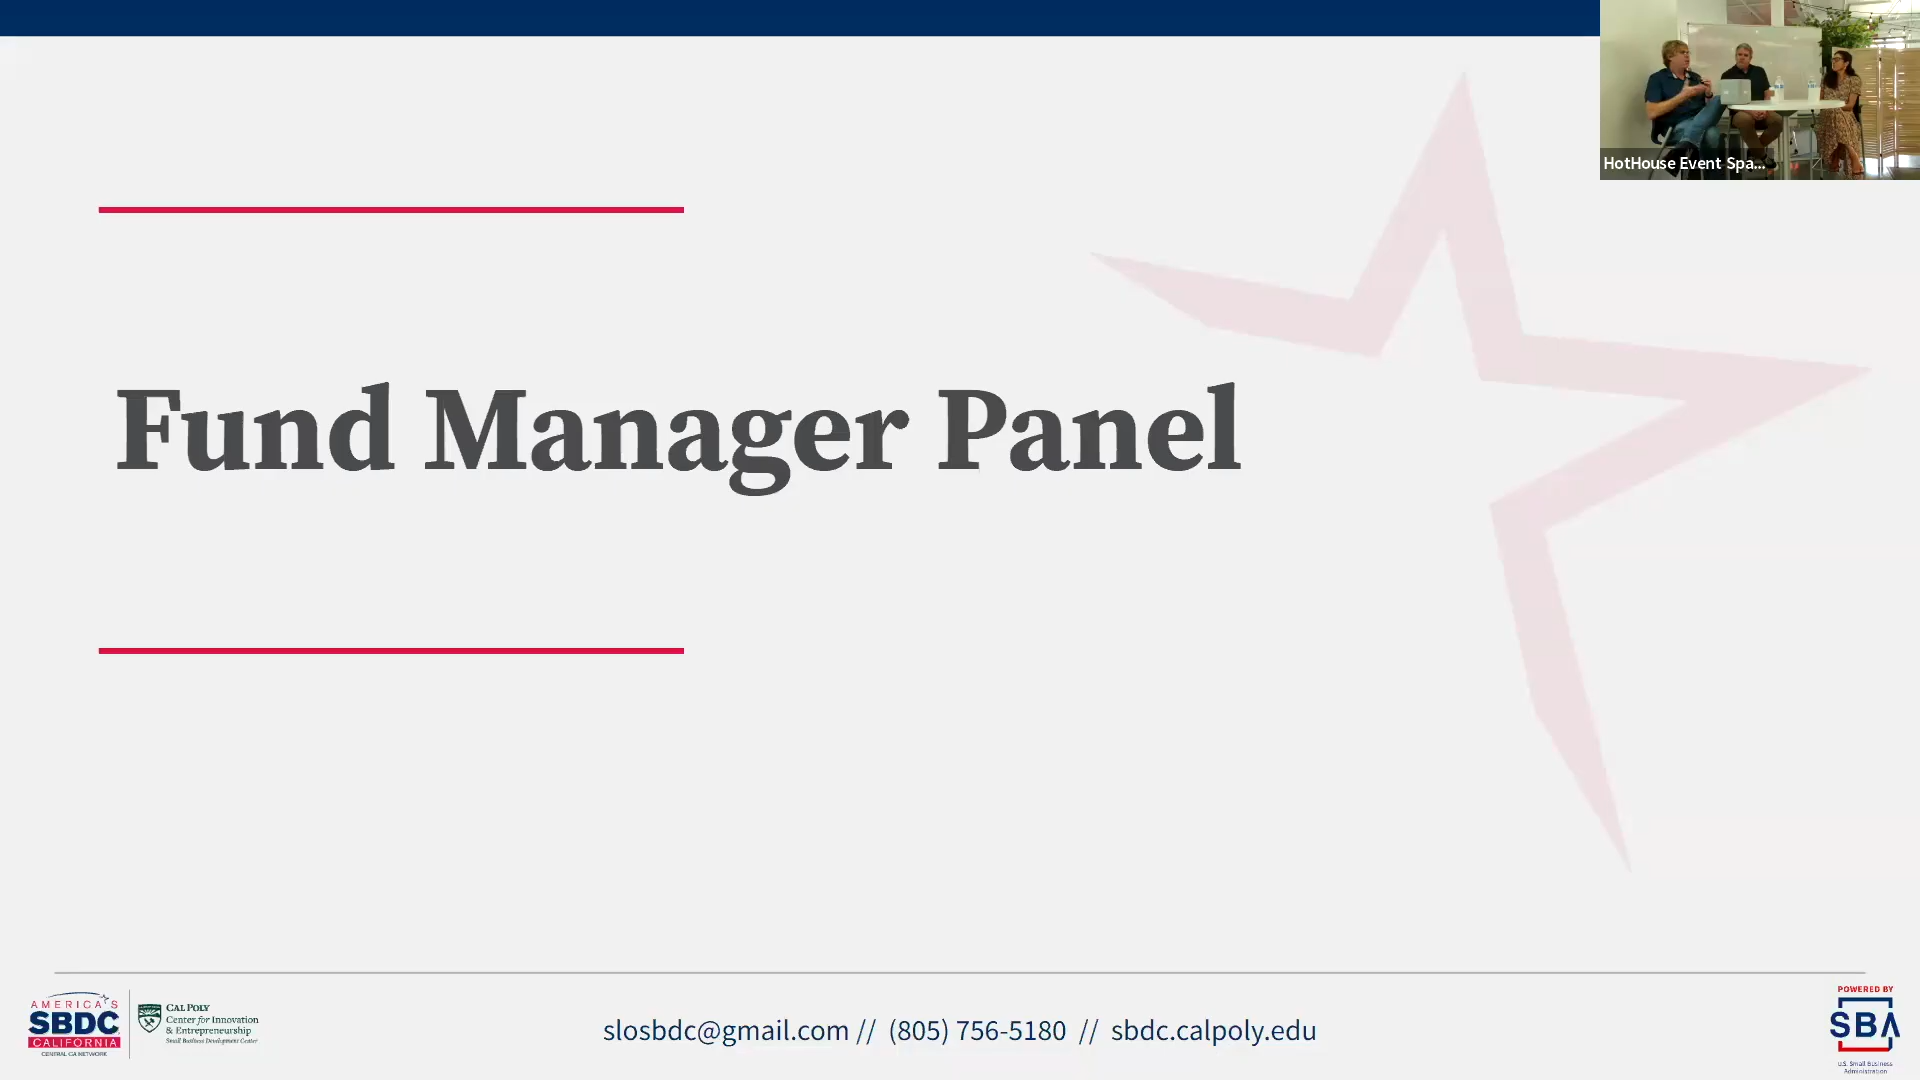 HotHouse Event Spa...
Fund Manager Panel
AMERICA'S
SBDC
CALIFORNIA
CENTRAL CA NETWORK
CAL POLY
Center for Innovation
& Entrepreneurship
Small Business Development Center
slosbdc@gmail.com // (805) 756-5180 // sbdc.calpoly.edu
POWERED BY
SBA
U.S. Small Business
Administration